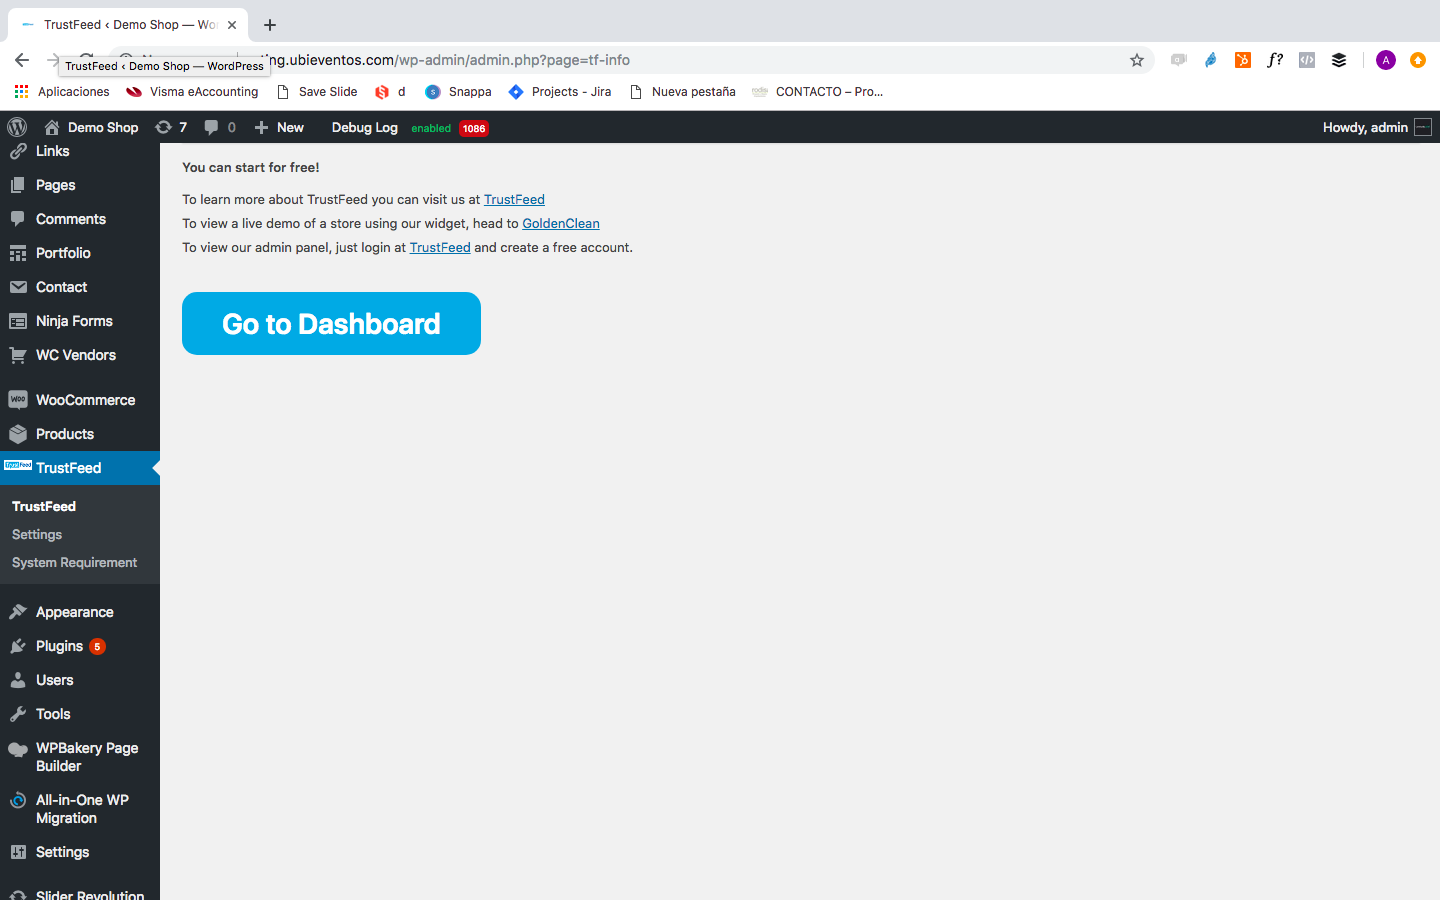 TrustFeed ‹ Demo Shop — Wo
TrustFeed ‹ Demo Shop — WordPress
ting.ubieventos.com/wp-admin/admin.php?page=tf-info
A
Aplicaciones
Visma eAccounting
Save Slide
d
Snappa
Projects - Jira
Nueva pestaña
CONTACTO – Pro...
Demo Shop
7
0
New
Debug Log
enabled
1086
Howdy, admin
Links
Pages
Comments
Portfolio
Contact
Ninja Forms
WC Vendors
WooCommerce
Products
TrustFeed
TrustFeed
Settings
System Requirement
Appearance
Plugins 5
Users
Tools
WPBakery Page
Builder
All-in-One WP
Migration
Settings
Slider Revolution
You can start for free!
To learn more about TrustFeed you can visit us at TrustFeed
To view a live demo of a store using our widget, head to GoldenClean
To view our admin panel, just login at TrustFeed and create a free account.
Go to Dashboard